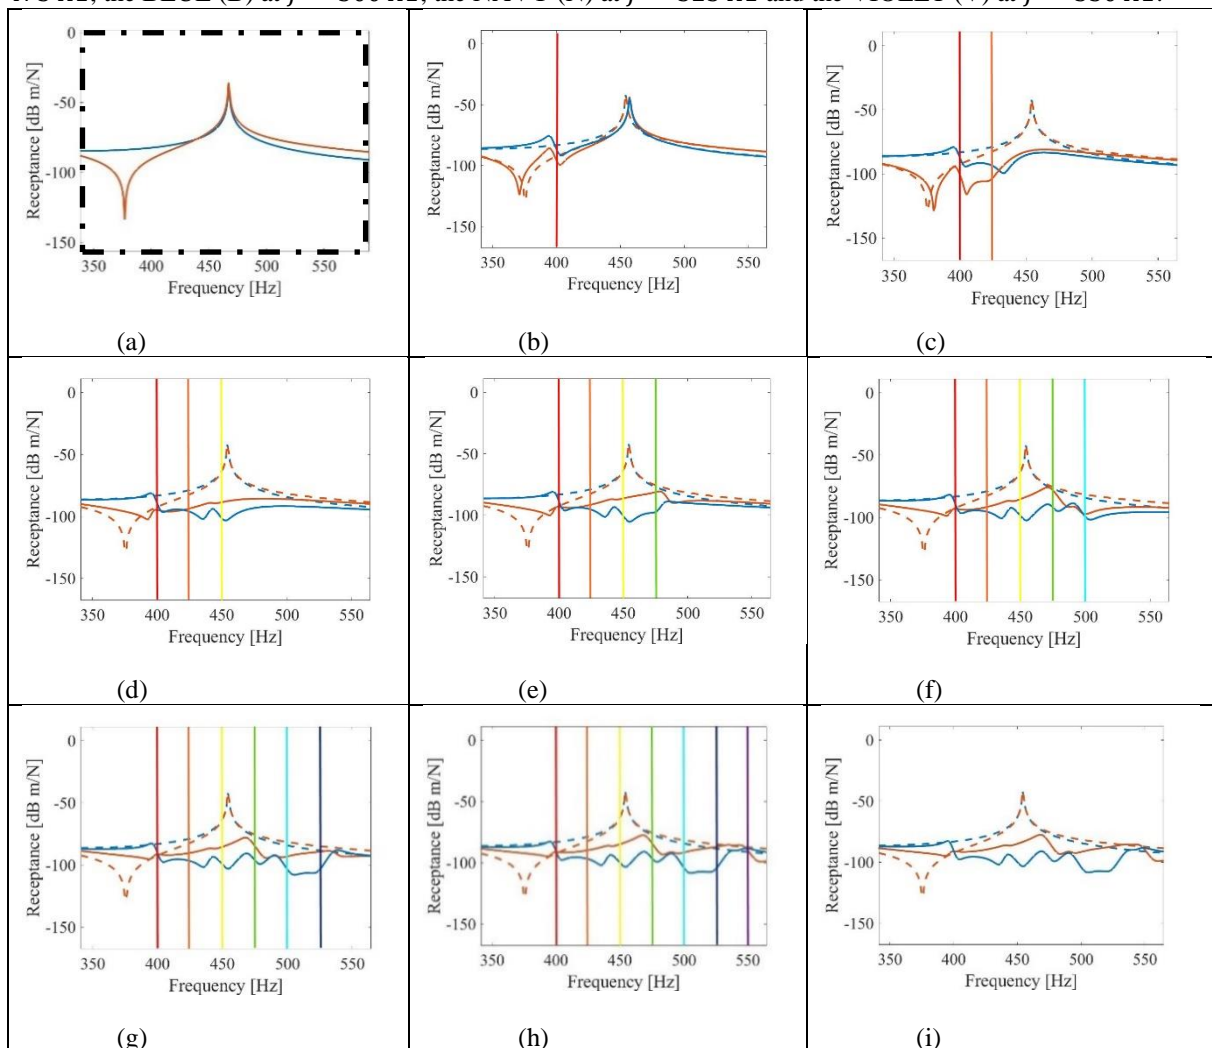 Hz, the BLUE (B) at f = 500 Hz, the NAVY (N) at f = 525 Hz and the VIOLET (V) at f = 550 Hz.
Receptance [dB m/N]
0
-50
-100
-150
350 400 450 500 550
Frequency [Hz]
(a)
Receptance [dB m/N]
0
-50
-100
-150
350 400 450 500 550
Frequency [Hz]
(b)
Receptance [dB m/N]
0
-50
-100
-150
350 400 450 500 550
Frequency [Hz]
(c)
Receptance [dB m/N]
0
-50
-100
-150
350 400 450 500 550
Frequency [Hz]
(d)
Receptance [dB m/N]
0
-50
-100
-150
350 400 450 500 550
Frequency [Hz]
(e)
Receptance [dB m/N]
0
-50
-100
-150
350 400 450 500 550
Frequency [Hz]
(f)
Receptance [dB m/N]
0
-50
-100
-150
350 400 450 500 550
Frequency [Hz]
(g)
Receptance [dB m/N]
0
-50
-100
-150
350 400 450 500 550
Frequency [Hz]
(h)
Receptance [dB m/N]
0
-50
-100
-150
350 400 450 500 550
Frequency [Hz]
(i)